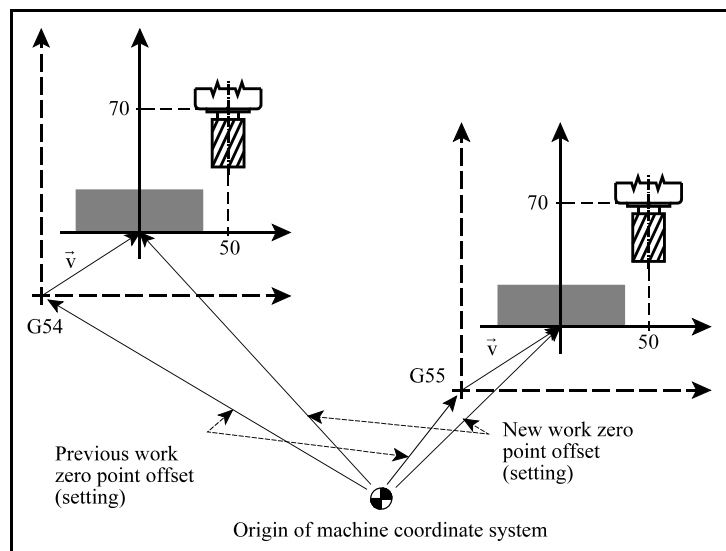 70
50
v
G54
70
50
v
G55
Previous work
zero point offset
(setting)
New work zero
point offset
(setting)
Origin of machine coordinate system